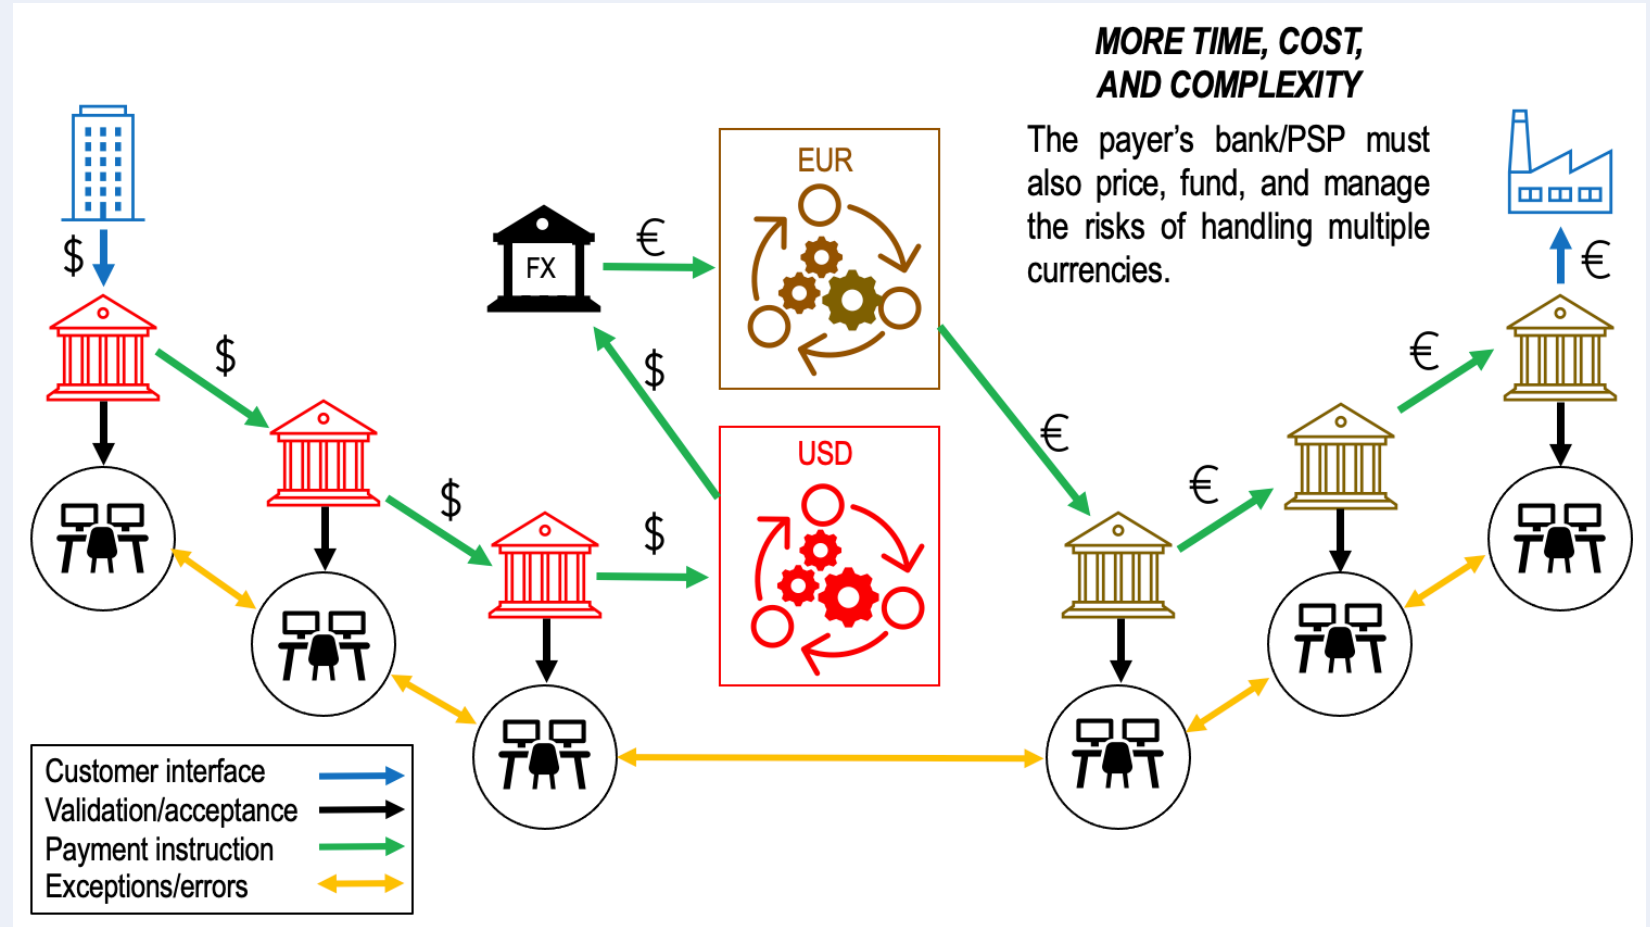 MORE TIME, COST,
AND COMPLEXITY
The payer's bank/PSP must
also price, fund, and manage
the risks of handling multiple
currencies.
EUR
FX
€
$
€
$
$
€
€
USD
€
$
€
$
Customer interface
Validation/acceptance
Payment instruction
Exceptions/errors